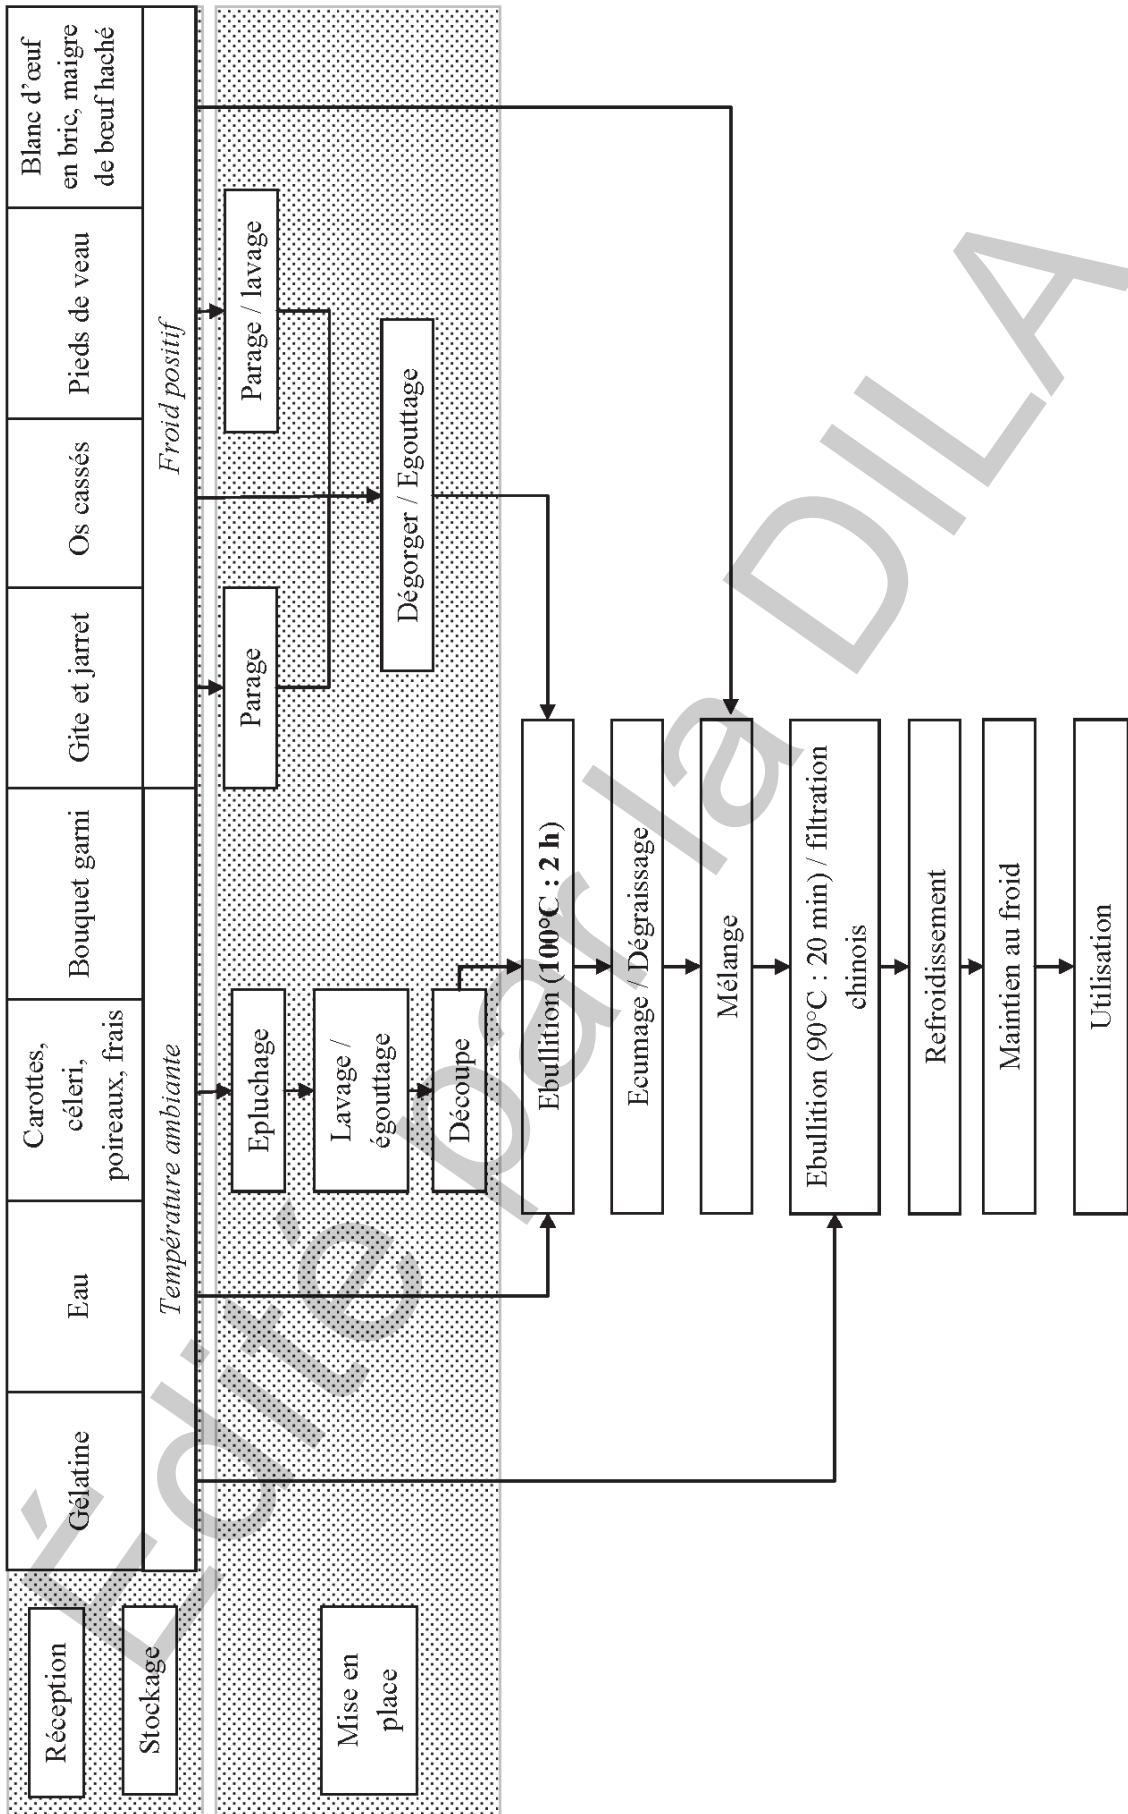 Réception
Gélatine
Eau
Carottes,
céleri,
poireaux, frais
Bouquet garni
Gite et jarret
Os cassés
Pieds de veau
Blanc d'œuf
en bric, maigre
de bœuf haché
Stockage
Température ambiante
Froid positif
Mise en
place
Epluchage
Parage
Parage / lavage
Lavage /
égouttage
Dégorger / Egouttage
Découpe
Ebullition (100°C : 2 h)
Ecumage / Dégraissage
Mélange
Ebullition (90°C : 20 min) / filtration
chinois
Refroidissement
Maintien au froid
Utilisation
Édité par la DILA